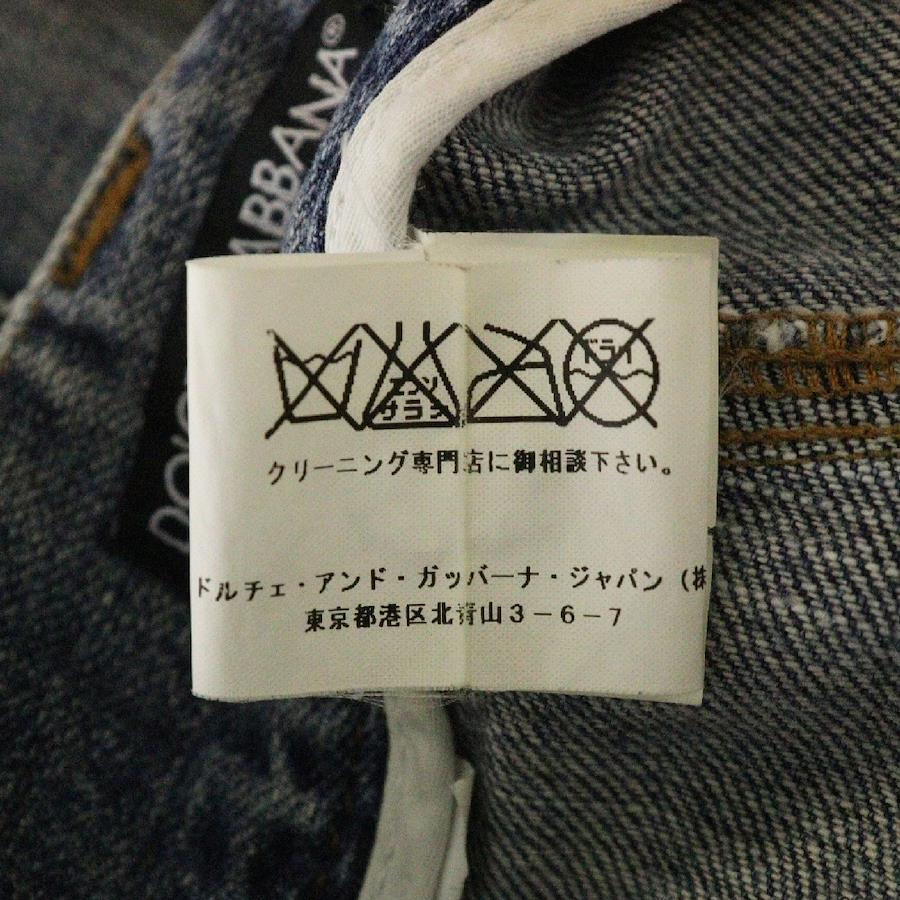 ABBANA®
DO
エンソ
サラシ
ドライ
クリーニング専門店に御相談下さい。
ドルチェ・アンド・ガッバーナ・ジャパン（株
東京都港区北青山3-6-7